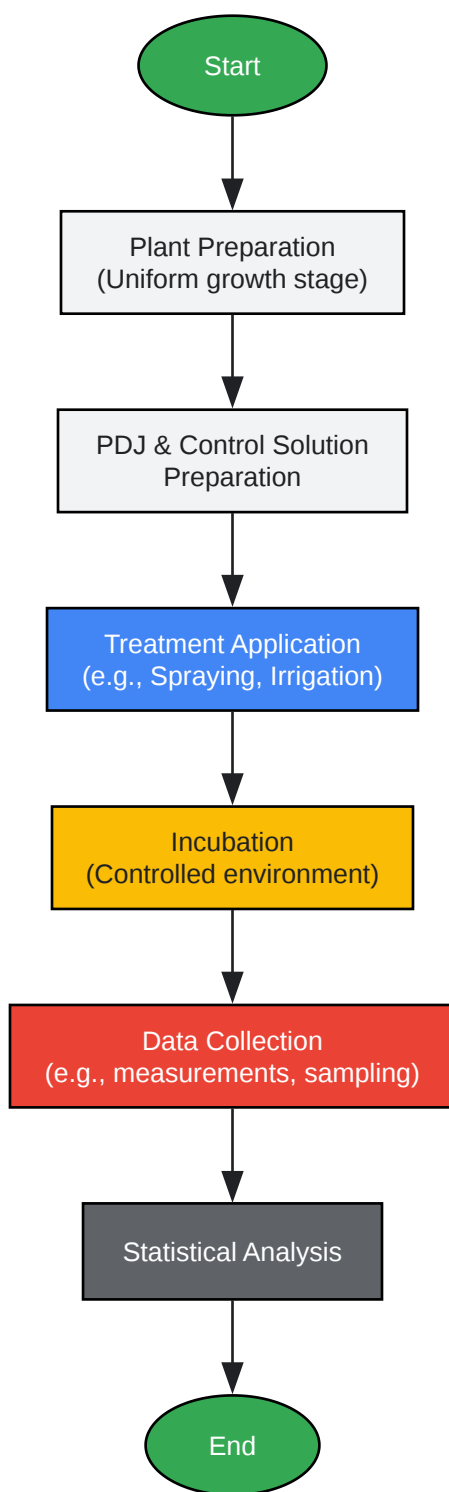 Start
Plant Preparation
(Uniform growth stage)
PDJ & Control Solution
Preparation
Treatment Application
(e.g., Spraying, Irrigation)
Incubation
(Controlled environment)
Data Collection
(e.g., measurements, sampling)
Statistical Analysis
End